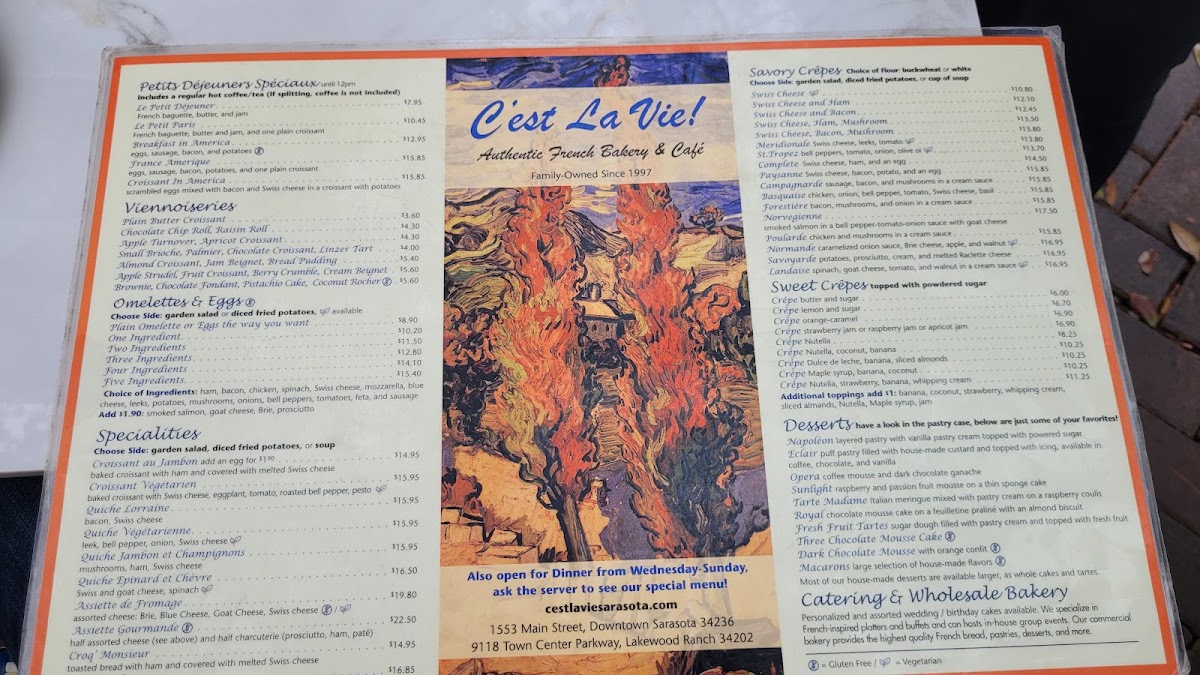 Petits Déjeuners Spéciaux until 12pm
Includes a regular hot coffee/tea (If splitting, coffee is not included)
Le Petit Déjeuner $7.95
French baguette, butter, and jam
Le Petit Paris $10.45
French baguette, butter and jam, and one plain croissant
Breakfast in America $12.95
eggs, sausage, bacon, and potatoes
France Amerique $15.85
eggs, sausage, bacon, potatoes, and one plain croissant
Croissant In America $15.85
scrambled eggs mixed with bacon and Swiss cheese in a croissant with potatoes
Viennoiseries
Plain Butter Croissant $3.60
Chocolate Chip Roll, Raisin Roll $4.30
Apple Turnover, Apricot Croissant $4.30
Small Brioche, Palmier, Chocolate Croissant, Linzer Tart $4.00
Almond Croissant, Jam Beignet, Bread Pudding $5.40
Apple Strudel, Fruit Croissant, Berry Crumble, Cream Beignet $5.60
Brownie, Chocolate Fondant, Pistachio Cake, Coconut Rocher $5.60
Omelettes & Eggs
Choose Side: garden salad or diced fried potatoes, available
Plain Omelette or Eggs the way you want $8.90
One Ingredient $10.20
Two Ingredients $11.50
Three Ingredients $12.80
Four Ingredients $14.10
Five Ingredients $15.40
Choice of Ingredients: ham, bacon, chicken, spinach, Swiss cheese, mozzarella, blue
cheese, leeks, potatoes, mushrooms, onions, bell peppers, tomatoes, feta, and sausage
Add $1.90: smoked salmon, goat cheese, Brie, prosciutto
Specialities
Choose Side: garden salad, diced fried potatoes, or soup
Croissant au Jambon add an egg for $1.90 $14.95
baked croissant with ham and covered with melted Swiss cheese
Croissant Vegetarien $15.95
baked croissant with Swiss cheese, eggplant, tomato, roasted bell pepper, pesto
Quiche Lorraine $15.95
bacon, Swiss cheese
Quiche Végétarienne $15.95
leek, bell pepper, onion, Swiss cheese
Quiche Jambon et Champignons $15.95
mushrooms, ham, Swiss cheese
Quiche Epinard et Chèvre $16.50
Swiss and goat cheese, spinach
Assiette de Fromage $19.80
assorted cheese: Brie, Blue Cheese, Goat Cheese, Swiss cheese /
Assiette Gourmande $22.50
half assorted cheese (see above) and half charcuterie (prosciutto, ham, paté)
Croq' Monsieur $14.95
toasted bread with ham and covered with melted Swiss cheese
$16.85
C'est La Vie!
Authentic French Bakery & Café
Family-Owned Since 1997
Also open for Dinner from Wednesday-Sunday,
ask the server to see our special menu!
cestlaviesarasota.com
1553 Main Street, Downtown Sarasota 34236
9118 Town Center Parkway, Lakewood Ranch 34202
Savory Crêpes Choice of flour: buckwheat or white
Choose Side: garden salad, diced fried potatoes, or cup of soup
Swiss Cheese $10.80
Swiss Cheese and Ham $12.10
Swiss Cheese and Bacon $12.45
Swiss Cheese, Ham, Mushroom $13.50
Swiss Cheese, Bacon, Mushroom $13.80
Meridionale Swiss cheese, leeks, tomato $13.80
St.Tropez bell peppers, tomato, onion, olive oil $13.70
Complete Swiss cheese, ham, and an egg $14.50
Paysanne Swiss cheese, bacon, potato, and an egg $15.85
Campagnarde sausage, bacon, and mushrooms in a cream sauce $15.85
Basquaise chicken, onion, bell pepper, tomato, Swiss cheese, basil $15.85
Forestière bacon, mushrooms, and onion in a cream sauce $15.85
Norvegienne $17.50
smoked salmon in a bell pepper-tomato-onion sauce with goat cheese
Poularde chicken and mushrooms in a cream sauce $15.85
Normande caramelized onion sauce, Brie cheese, apple, and walnut $16.95
Savoyarde potatoes, prosciutto, cream, and melted Raclette cheese $16.95
Landaise spinach, goat cheese, tomato, and walnut in a cream sauce $16.95
Sweet Crêpes topped with powdered sugar
Crêpe butter and sugar $6.00
Crêpe lemon and sugar $6.70
Crêpe orange-caramel $6.90
Crêpe strawberry jam or raspberry jam or apricot jam $6.90
Crêpe Nutella $8.25
Crêpe Nutella, coconut, banana $10.25
Crêpe Dulce de leche, banana, sliced almonds $10.25
Crêpe Maple syrup, banana, coconut $10.25
Crêpe Nutella, strawberry, banana, whipping cream $11.25
Additional toppings add $1: banana, coconut, strawberry, whipping cream,
sliced almonds, Nutella, Maple syrup, jam
Desserts have a look in the pastry case, below are just some of your favorites!
Napoléon layered pastry with vanilla pastry cream topped with powdered sugar
Eclair puff pastry filled with house-made custard and topped with icing, available in
coffee, chocolate, and vanilla
Opera coffee mousse and dark chocolate ganache
Sunlight raspberry and passion fruit mousse on a thin sponge cake
Tarte Madame Italian meringue mixed with pastry cream on a raspberry coulis
Royal chocolate mousse cake on a feuilletine praliné with an almond biscuit
Fresh Fruit Tartes sugar dough filled with pastry cream and topped with fresh fruit
Three Chocolate Mousse Cake
Dark Chocolate Mousse with orange confit
Macarons large selection of house-made flavors
Most of our house-made desserts are available larger, as whole cakes and tartes.
Catering & Wholesale Bakery
Personalized and assorted wedding / birthday cakes available. We specialize in
French-inspired platters and buffets and can hosts in-house group events. Our commercial
bakery provides the highest quality French bread, pastries, desserts, and more.
= Gluten Free / = Vegetarian